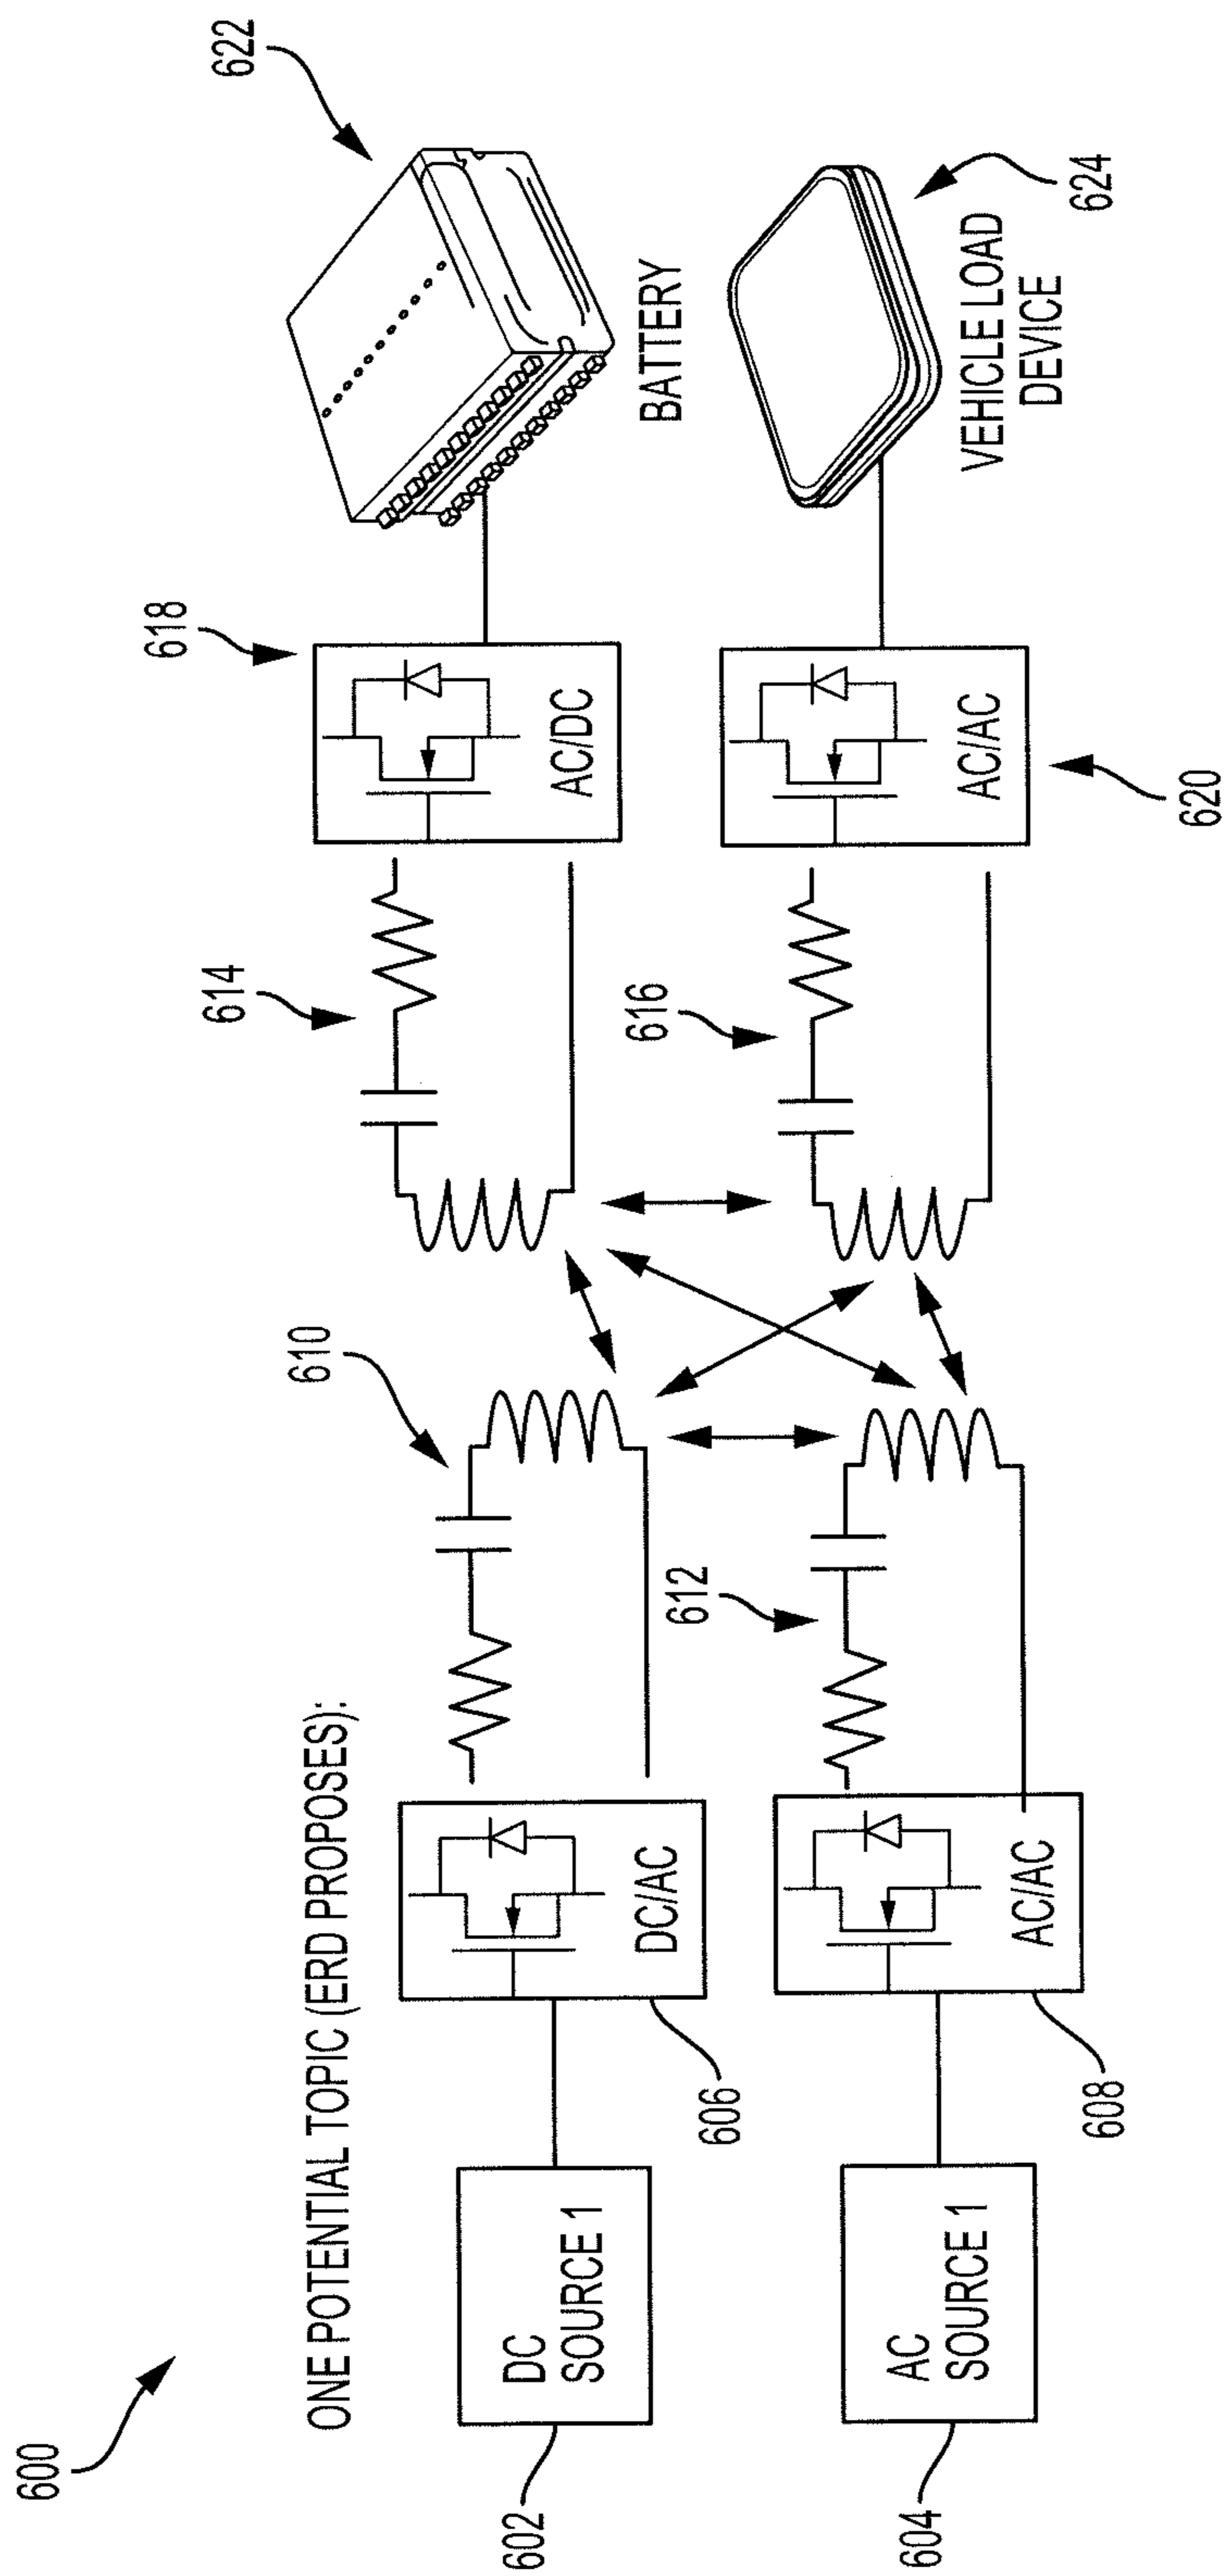 600
ONE POTENTIAL TOPIC (ERD PROPOSES):
602
DC
SOURCE 1
606
DC/AC
610
614
618
AC/DC
622
BATTERY
604
AC
SOURCE 1
608
AC/AC
612
616
620
AC/AC
624
VEHICLE LOAD
DEVICE